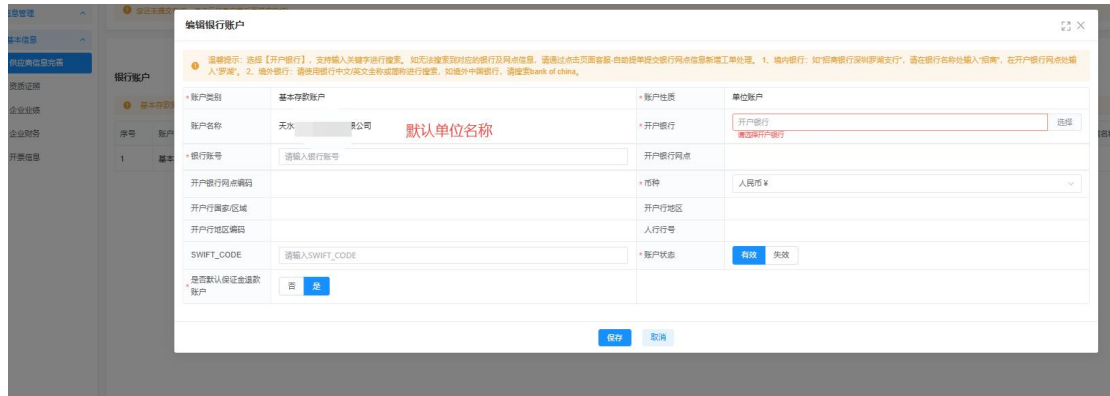 编辑银行账户
温馨提示：选择【开户银行】，支持输入关键字进行搜索。如无法搜索到对应的银行及网点信息，请通过点击页面客服-自助提单提交银行网点信息新增工单处理。 1、境内银行：如"招商银行深圳罗湖支行"，请在银行名称处输入"招商"，在开户银行网点处输
入"罗湖"。2、境外银行：请使用银行中文/英文全称或简称进行搜索，如境外中国银行，请搜索bank of china。
基本信息
供应商信息完善
资质证照
企业业绩
企业财务
开票信息
银行账户
序号
1
* 账户类别
基本存款账户
* 账户性质
单位账户
账户名称
天水
限公司
默认单位名称
* 开户银行
开户银行
选择
请选择开户银行
* 银行账号
请输入银行账号
开户银行网点
开户银行网点编码
* 币种
人民币¥
开户行国家/区域
开户行地区
开户行地区编码
人行行号
SWIFT_CODE
请输入SWIFT_CODE
* 账户状态
有效
失效
* 是否默认保证金退款
账户
否
是
保存
取消